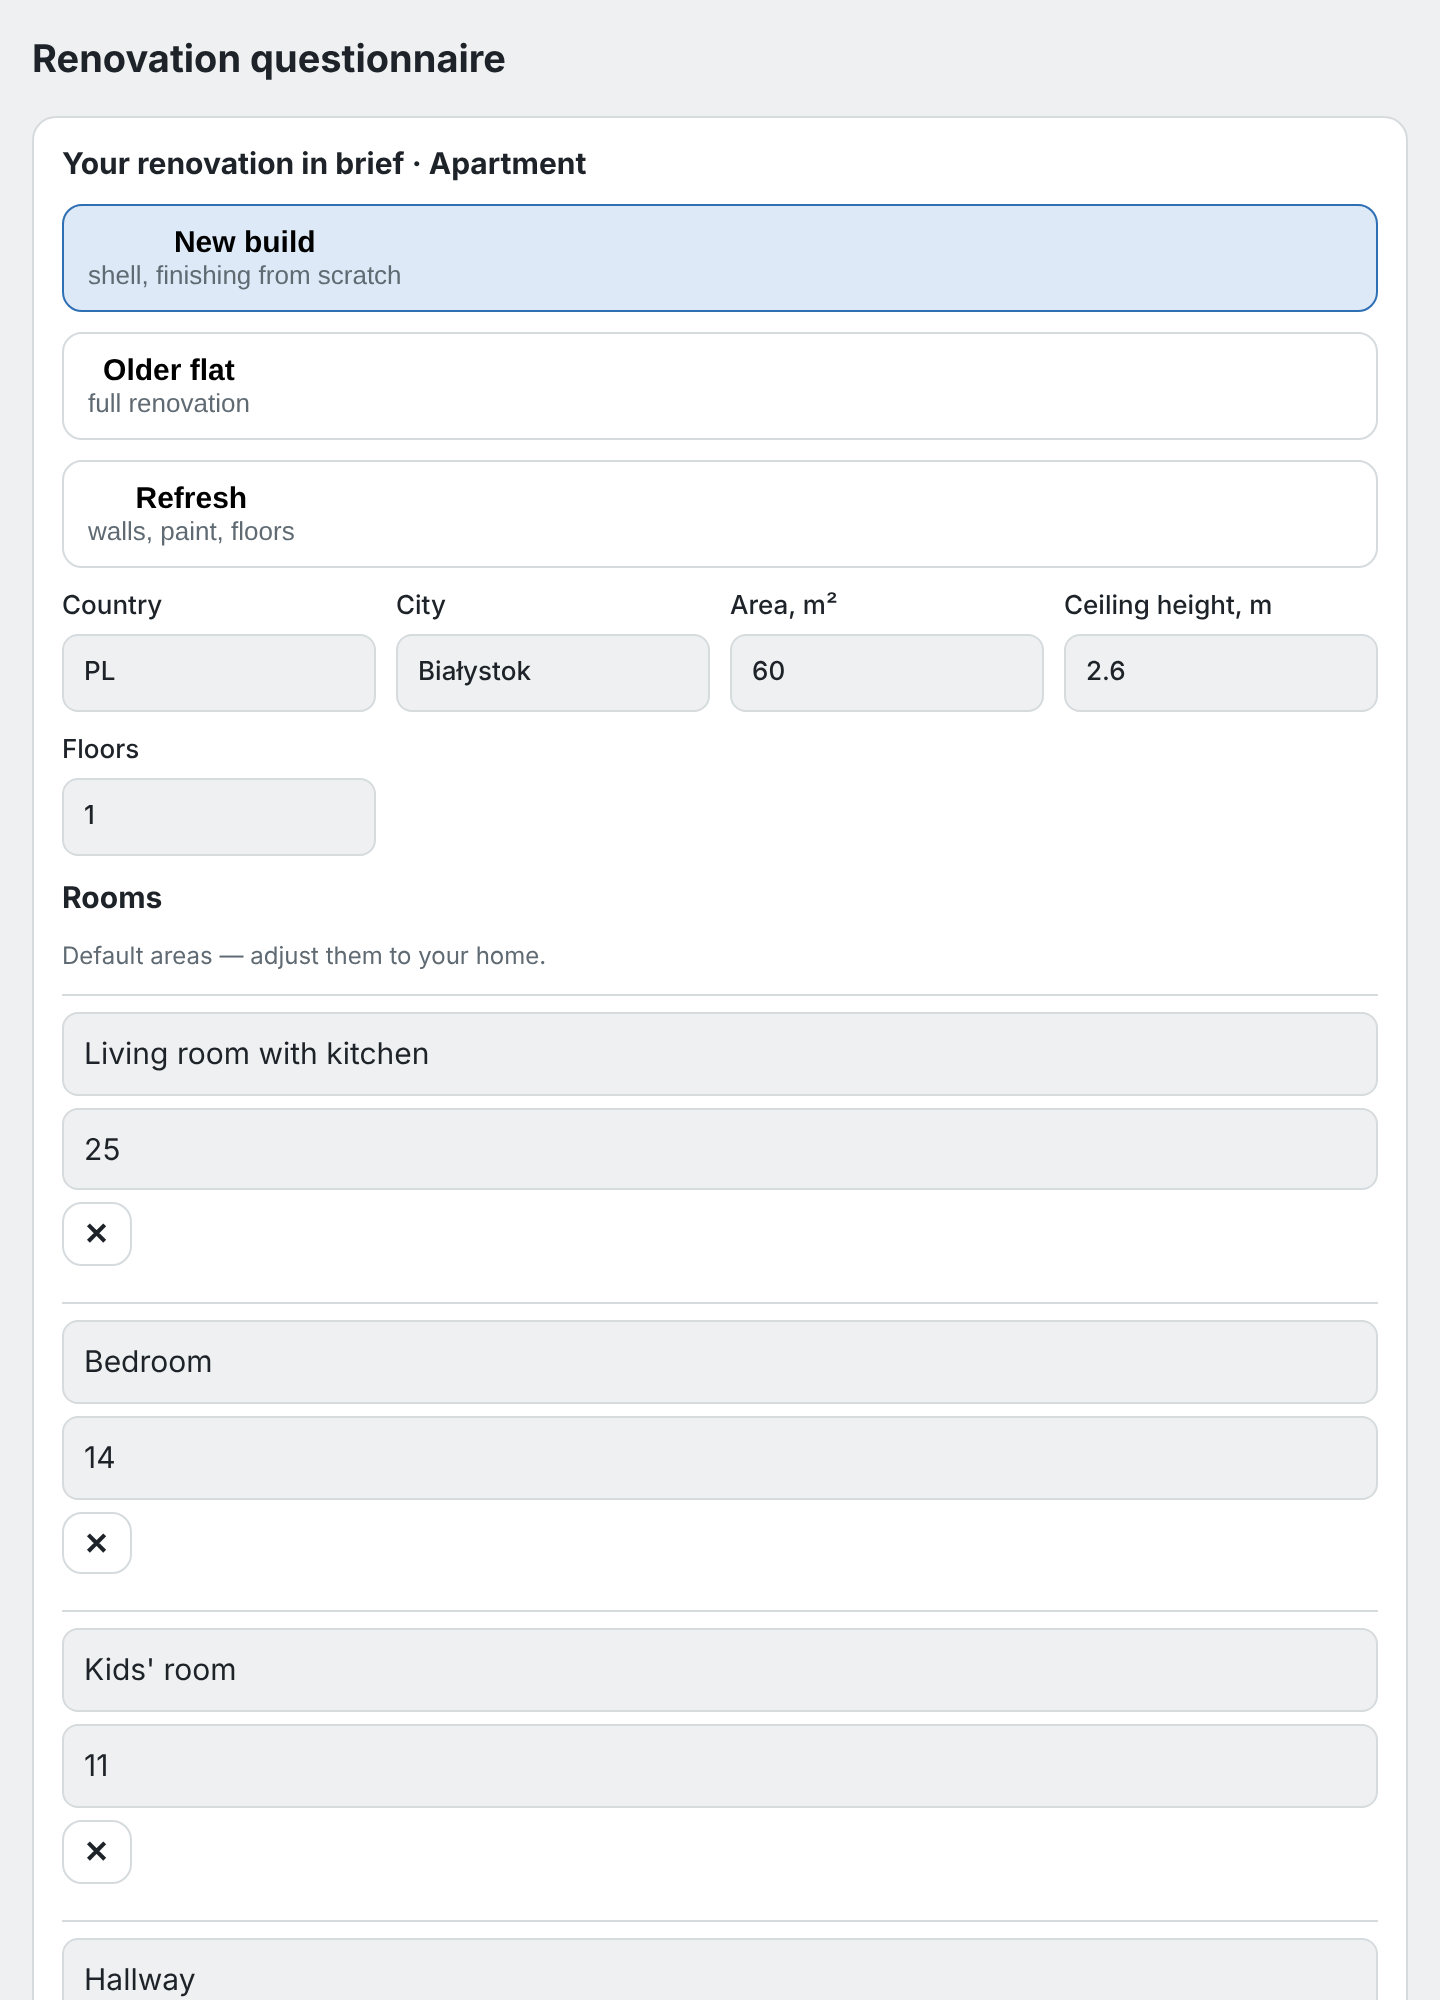 Renovation questionnaire
Your renovation in brief · Apartment
New build
shell, finishing from scratch
Older flat
full renovation
Refresh
walls, paint, floors
Country City Area, m² Ceiling height, m
PL Białystok 60 2.6
Floors
1
Rooms
Default areas — adjust them to your home.
Living room with kitchen
25
✕
Bedroom
14
✕
Kids' room
11
✕
Hallway